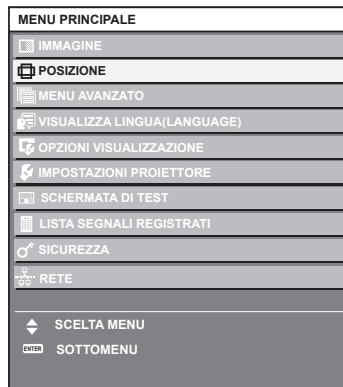 MENU PRINCIPALE
IMMAGINE
POSIZIONE
MENU AVANZATO
VISUALIZZA LINGUA(LANGUAGE)
OPZIONI VISUALIZZAZIONE
IMPOSTAZIONI PROIETTORE
SCHERMATA DI TEST
LISTA SEGNALI REGISTRATI
SICUREZZA
RETE
SCELTA MENU
ENTER SOTTOMENU